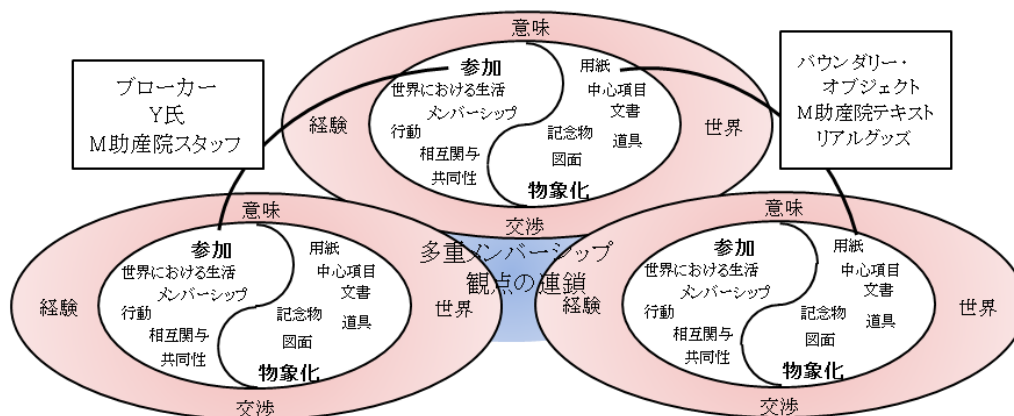 ブローカー
Y氏
M助産院スタッフ
バウンダリー・
オブジェクト
M助産院テキスト
リアルグッズ
意味
参加
用紙
世界における生活
中心項目
メンバーシップ
文書
経験
世界
行動
記念物
道具
相互関与
図面
共同性
物象化
交渉
多重メンバーシップ
観点の連鎖
意味
参加
用紙
世界における生活
中心項目
メンバーシップ
文書
経験
世界
行動
記念物
道具
相互関与
図面
共同性
物象化
交渉
意味
参加
用紙
世界における生活
中心項目
メンバーシップ
文書
経験
世界
行動
記念物
道具
相互関与
図面
共同性
物象化
交渉